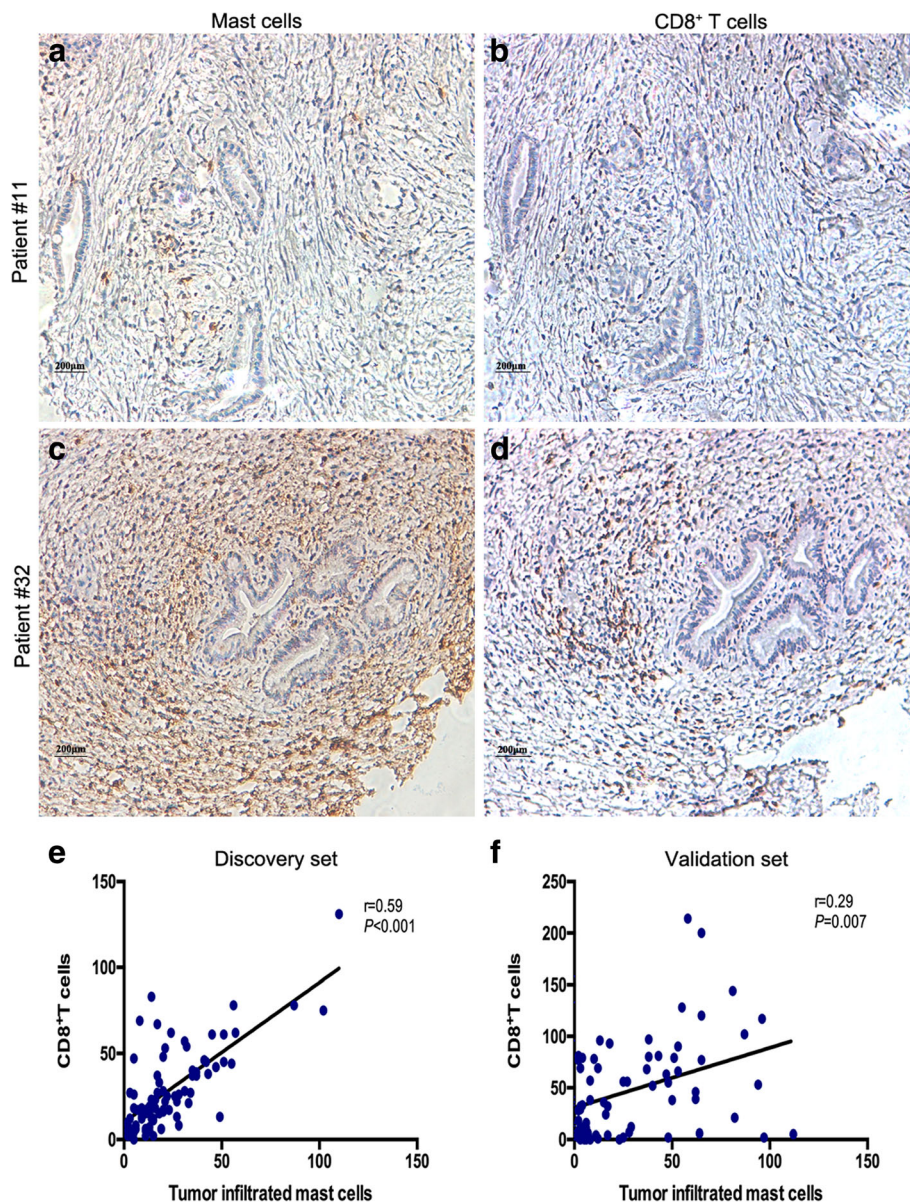 Mast cells
CD8⁺ T cells
a
b
Patient #11
200μm
200μm
c
d
Patient #32
200μm
200μm
e
Discovery set
f
Validation set
r=0.59
P<0.001
r=0.29
P=0.007
CD8⁺T cells
150
100
50
0
0
50
100
150
Tumor infiltrated mast cells
CD8⁺T cells
250
200
150
100
50
0
0
50
100
150
Tumor infiltrated mast cells